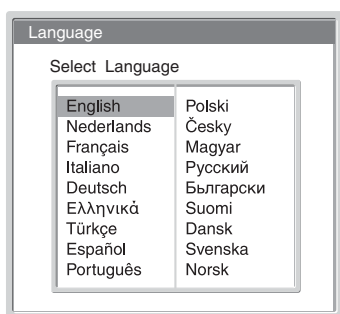 Language
Select Language
English
Nederlands
Français
Italiano
Deutsch
Ελληνικά
Türkçe
Español
Português
Polski
Česky
Magyar
Русский
Бьлгарски
Suomi
Dansk
Svenska
Norsk